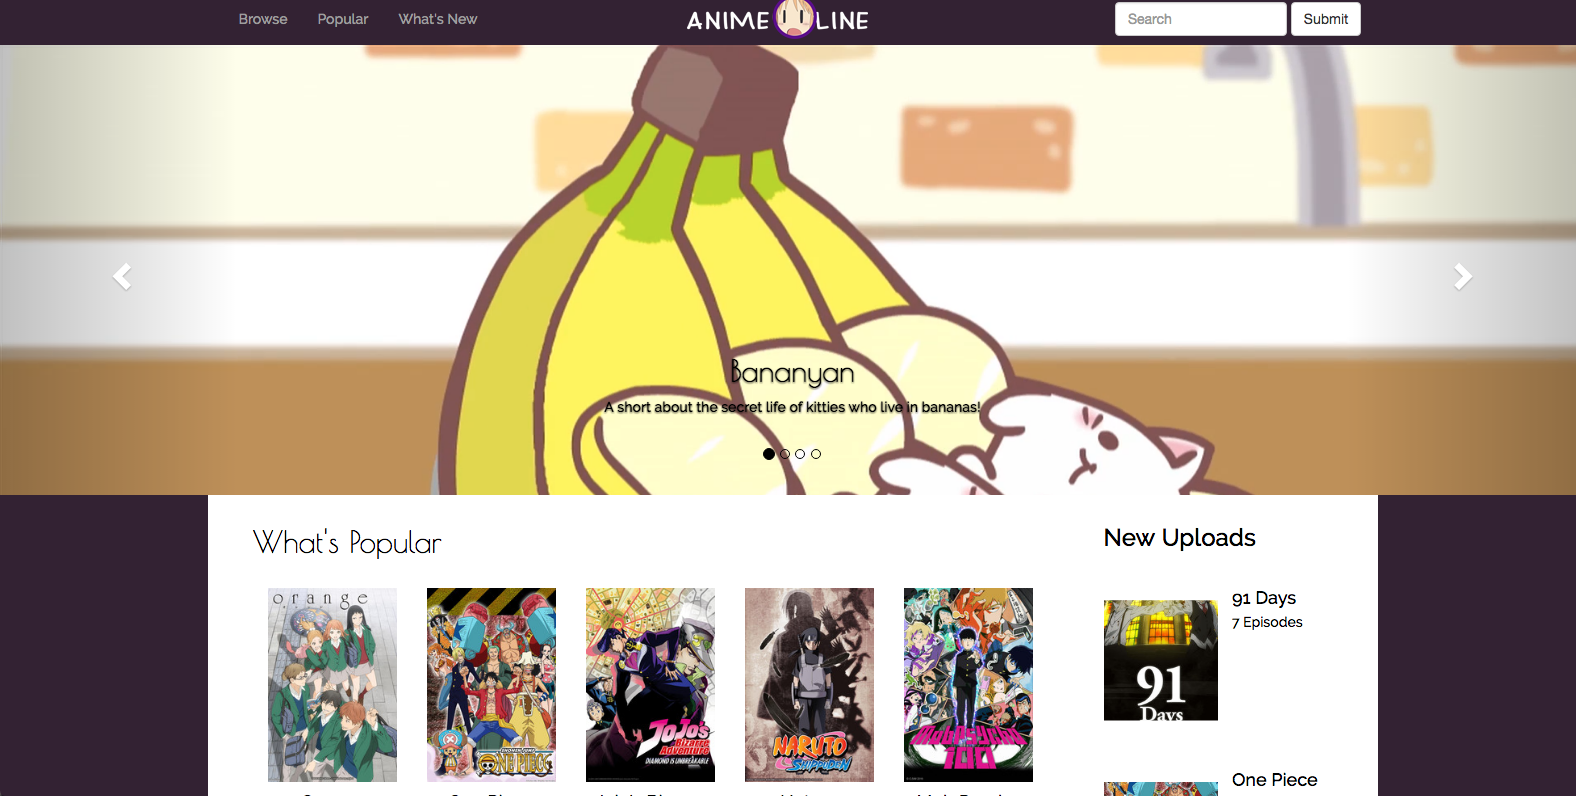 Browse Popular What's New ANIME LINE Search Submit
Bananyan
A short about the secret life of kitties who live in bananas!
What's Popular
New Uploads
orange
SHONEN JUMP
ONE PIECE
JoJo's
Bizarre
Adventure
DIAMOND IS UNBREAKABLE
NARUTO
Shippuden
Mob Psycho
100
91 Days
7 Episodes
91
Days
One Piece